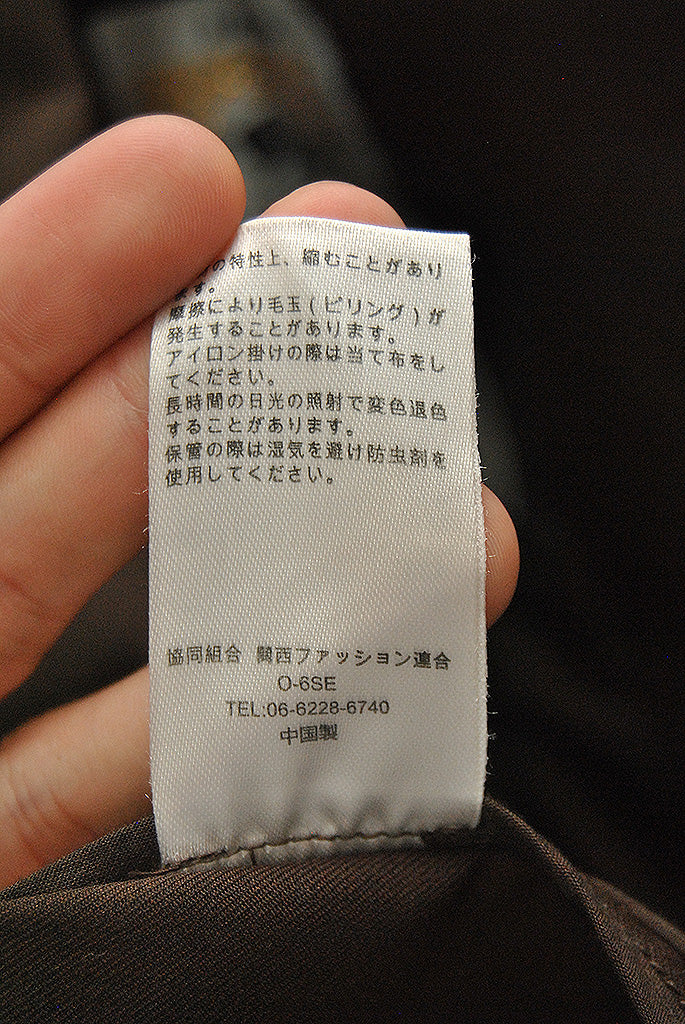 の特性上、縮むことがあり
ます。
摩擦により毛玉(ピリング)が
発生することがあります。
アイロン掛けの際は当て布をし
てください。
長時間の日光の照射で変色退色
することがあります。
保管の際は湿気を避け防虫剤を
使用してください。
協同組合 関西ファッション連合
O-6SE
TEL:06-6228-6740
中国製